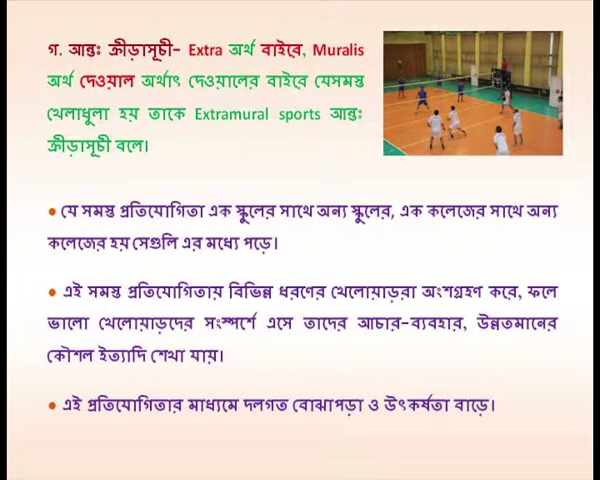 গ. আন্তঃ ক্রীড়াসূচী- Extra অর্থ বাইরে, Muralis
অর্থ দেওয়াল অর্থাৎ দেওয়ালের বাইরে যেসমস্ত
খেলাধুলা হয় তাকে Extramural sports আন্তঃ
ক্রীড়াসূচী বলে।
• যে সমস্ত প্রতিযোগিতা এক স্কুলের সাথে অন্য স্কুলের, এক কলেজের সাথে অন্য
কলেজের হয় সেগুলি এর মধ্যে পড়ে।
• এই সমস্ত প্রতিযোগিতায় বিভিন্ন ধরণের খেলোয়াড়রা অংশগ্রহণ করে, ফলে
ভালো খেলোয়াড়দের সংস্পর্শে এসে তাদের আচার-ব্যবহার, উন্নতমানের
কৌশল ইত্যাদি শেখা যায়।
• এই প্রতিযোগিতার মাধ্যমে দলগত বোঝাপড়া ও উৎকর্ষতা বাড়ে।